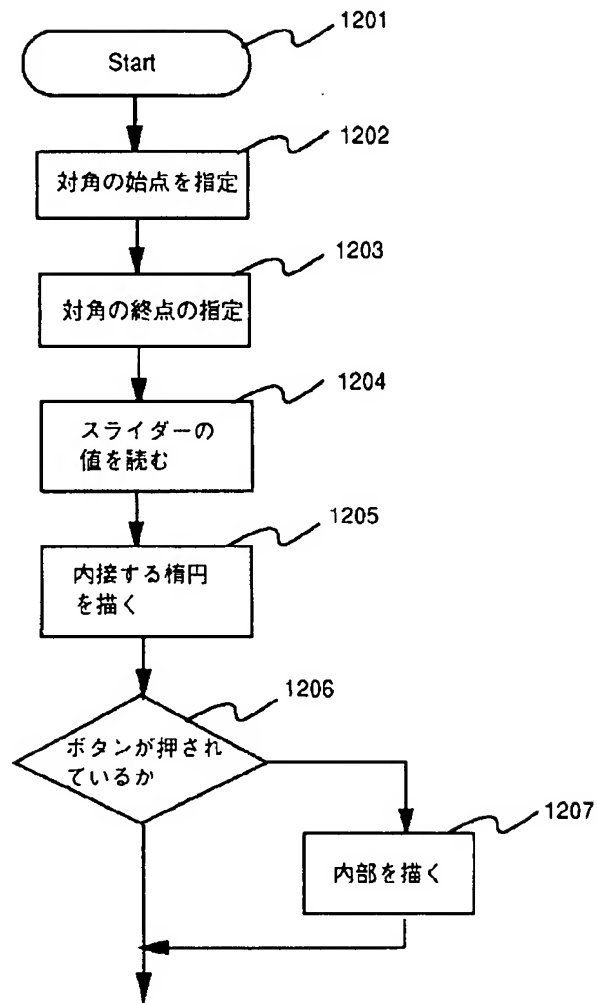 1201
Start
1202
対角の始点を指定
1203
対角の終点の指定
1204
スライダーの
値を読む
1205
内接する楕円
を描く
1206
ボタンが押され
ているか
1207
内部を描く